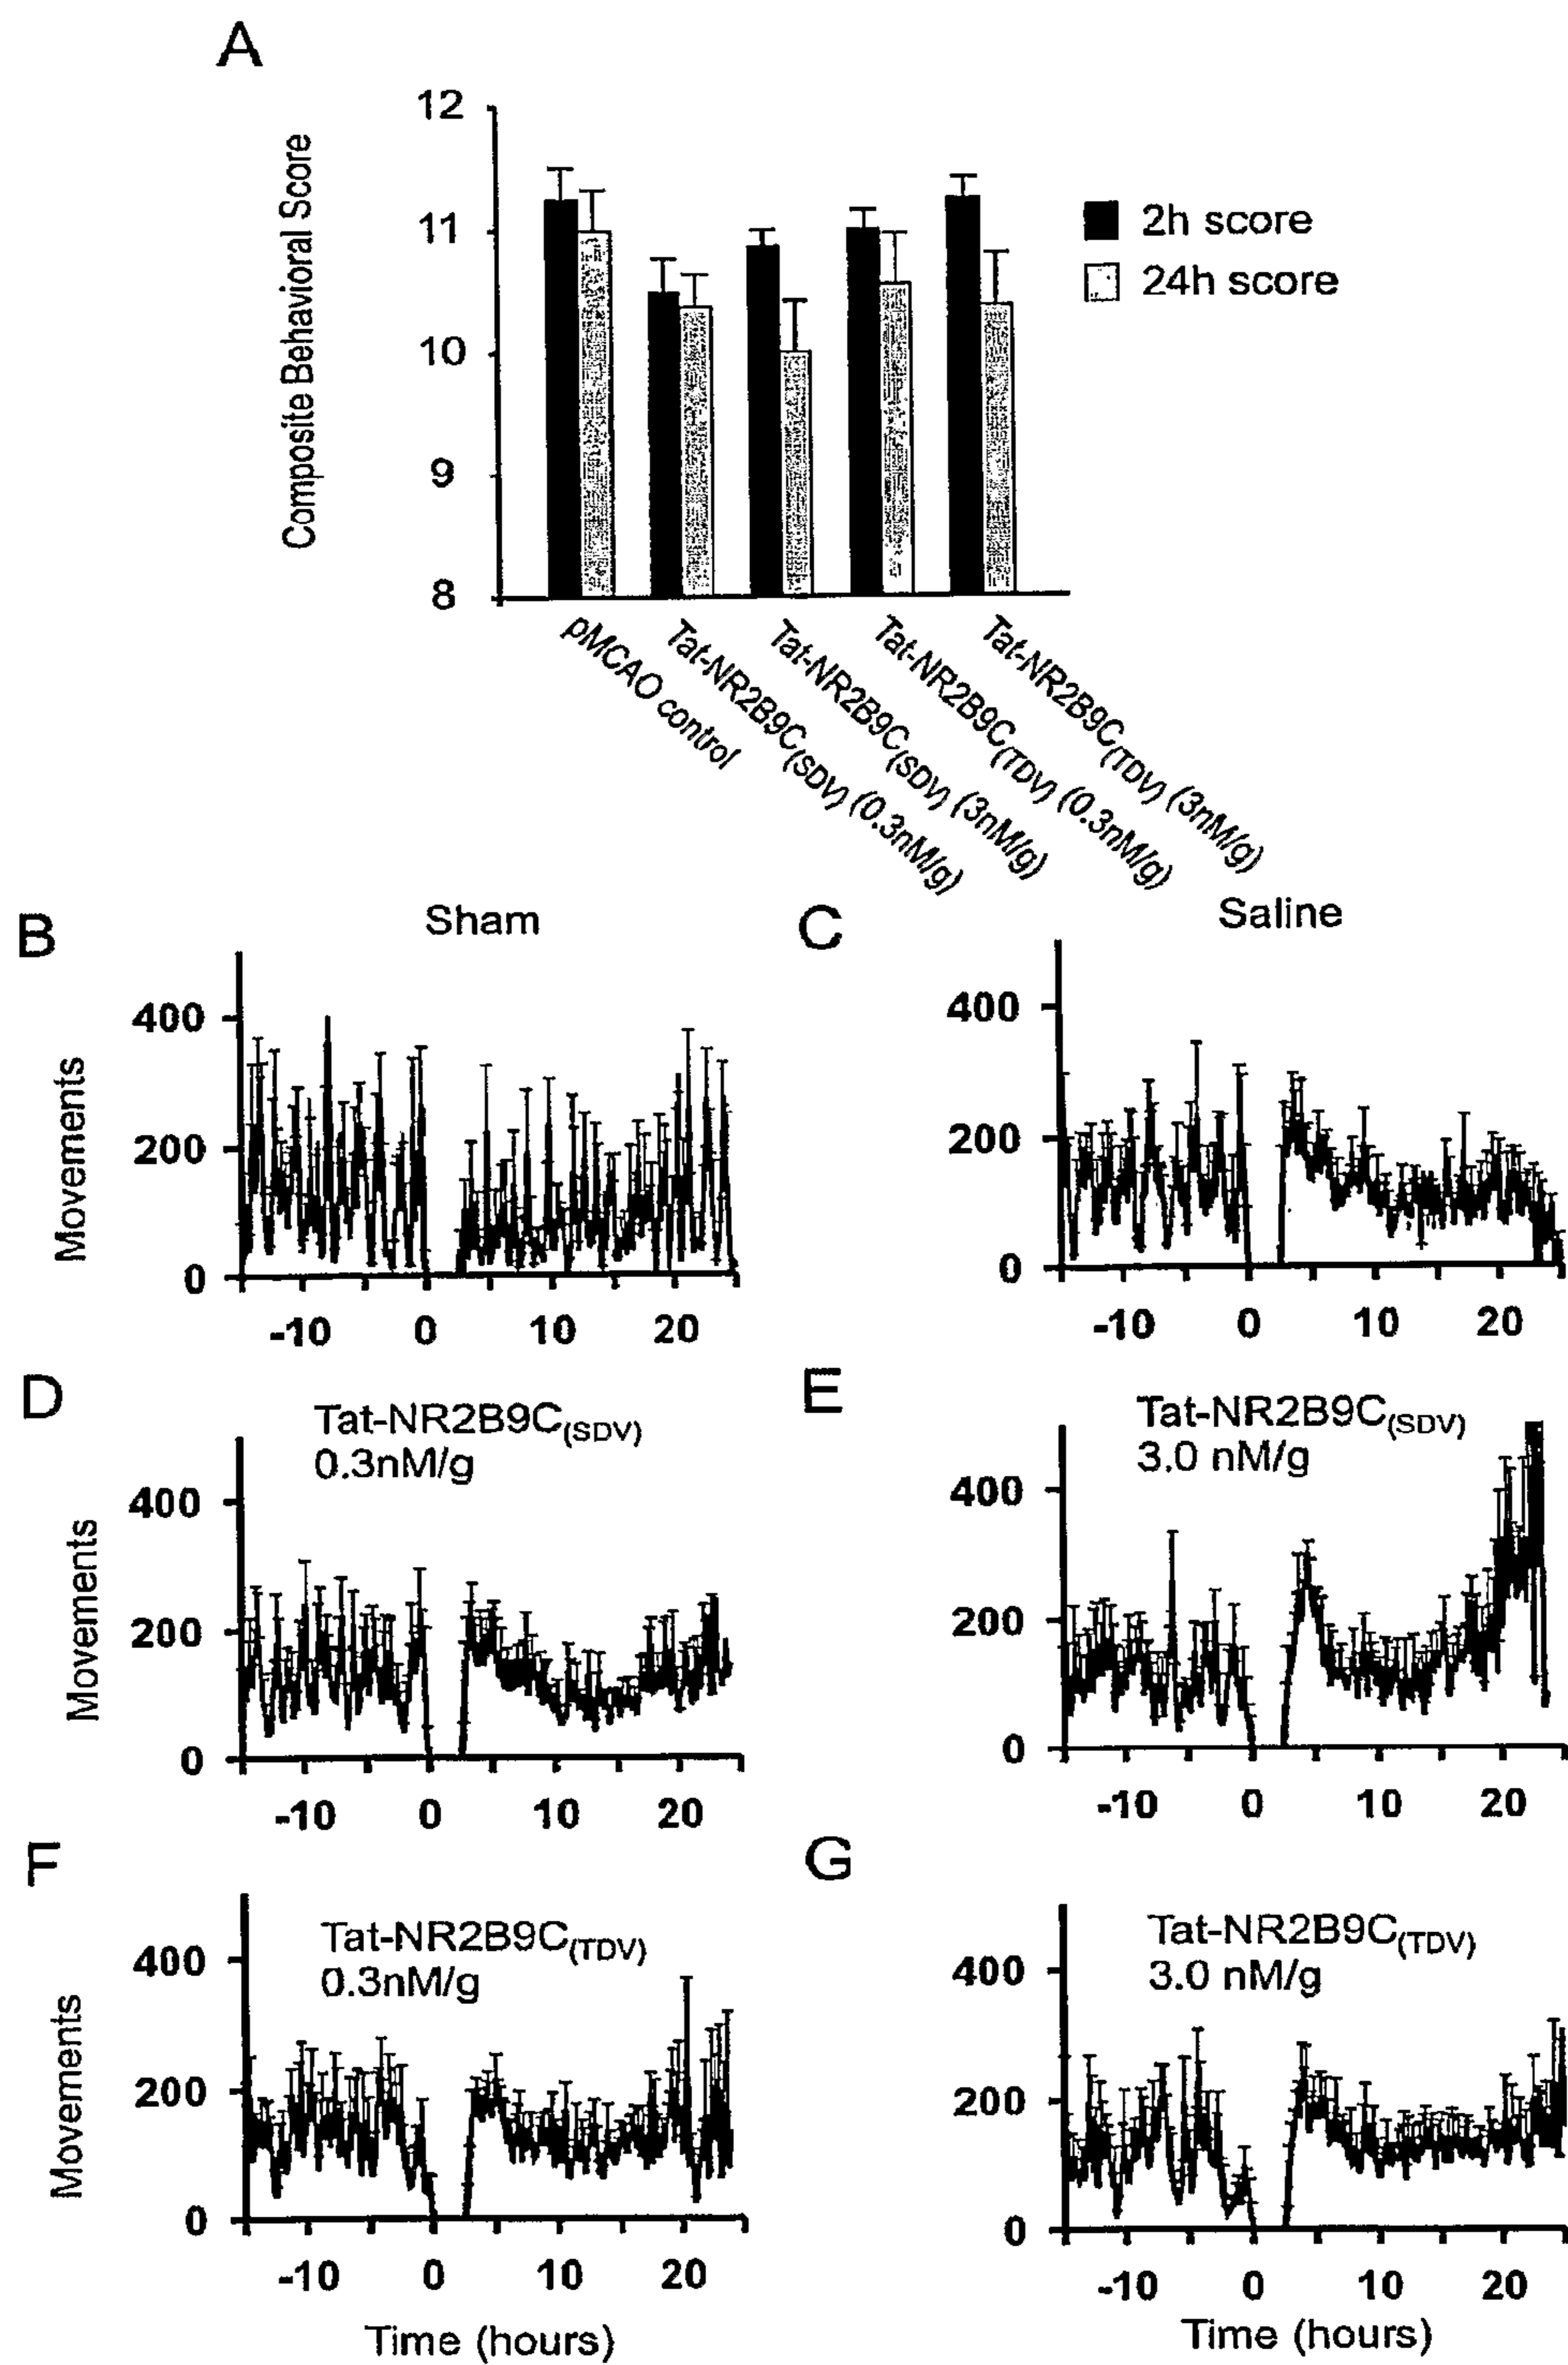 A
Composite Behavioral Score
12
11
10
9
8
2h score
24h score
pMCAO control
Tat-NR2B9C(SDV) (0.3nM/g)
Tat-NR2B9C(SDV) (3nM/g)
Tat-NR2B9C(TDV) (0.3nM/g)
Tat-NR2B9C(TDV) (3nM/g)
B
Sham
Movements
400
200
0
-10 0 10 20
C
Saline
400
200
0
-10 0 10 20
D
Tat-NR2B9C(SDV)
0.3nM/g
Movements
400
200
0
-10 0 10 20
E
Tat-NR2B9C(SDV)
3.0 nM/g
400
200
0
-10 0 10 20
F
Tat-NR2B9C(TDV)
0.3nM/g
Movements
400
200
0
-10 0 10 20
Time (hours)
G
Tat-NR2B9C(TDV)
3.0 nM/g
400
200
0
-10 0 10 20
Time (hours)